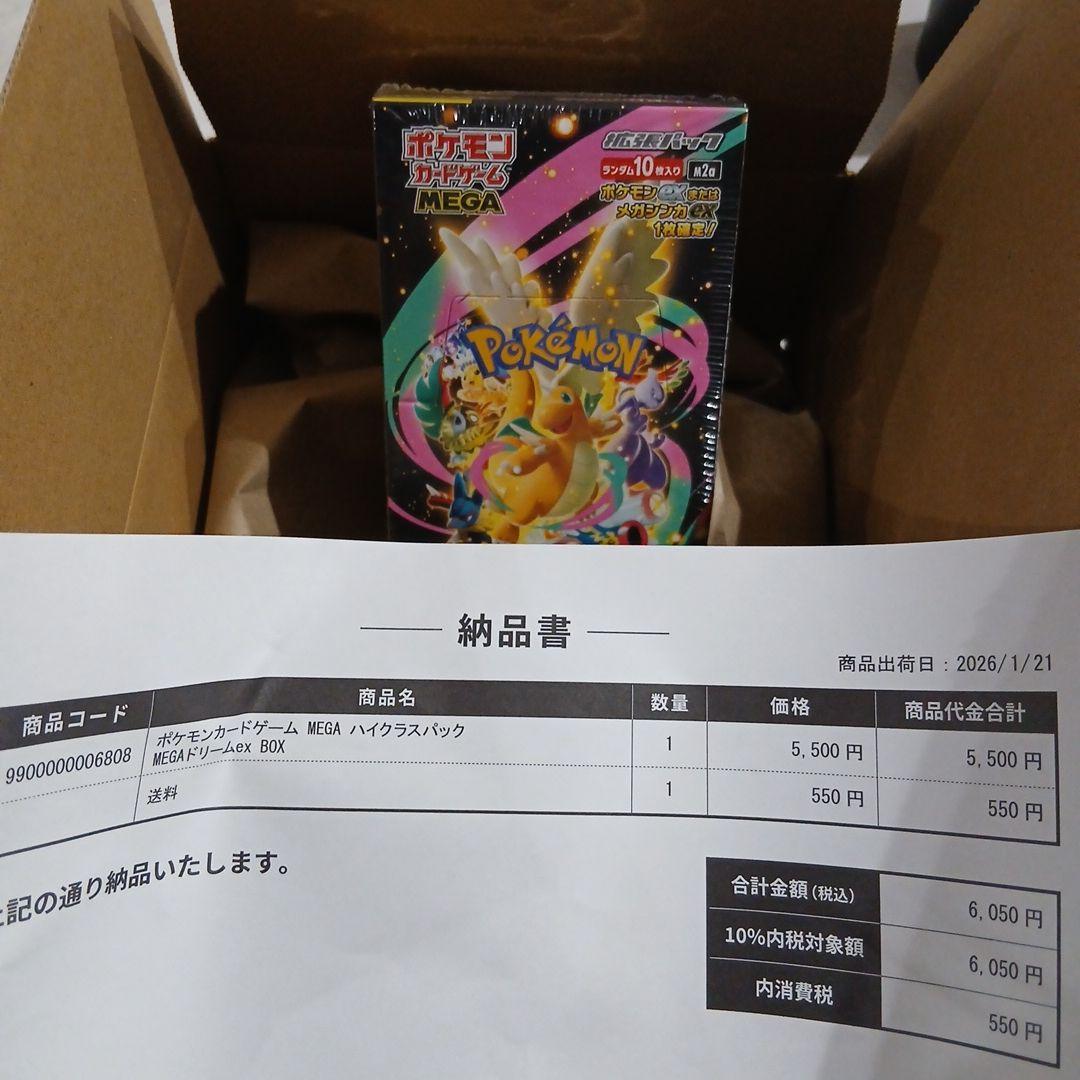 ポケモン
カードゲーム
MEGA
拡張パック
ランダム10枚入り M2a
ポケモンexまたは
メガシンカex
1枚確定!
POKéMON
納品書
商品出荷日：2026/1/21
商品コード 商品名 数量 価格 商品代金合計
9900000006808 ポケモンカードゲーム MEGA ハイクラスパック 1 5,500 円 5,500 円
MEGAドリームex BOX
送料 1 550 円 550 円
記の通り納品いたします。
合計金額(税込) 6,050 円
10%内税対象額 6,050 円
内消費税 550 円